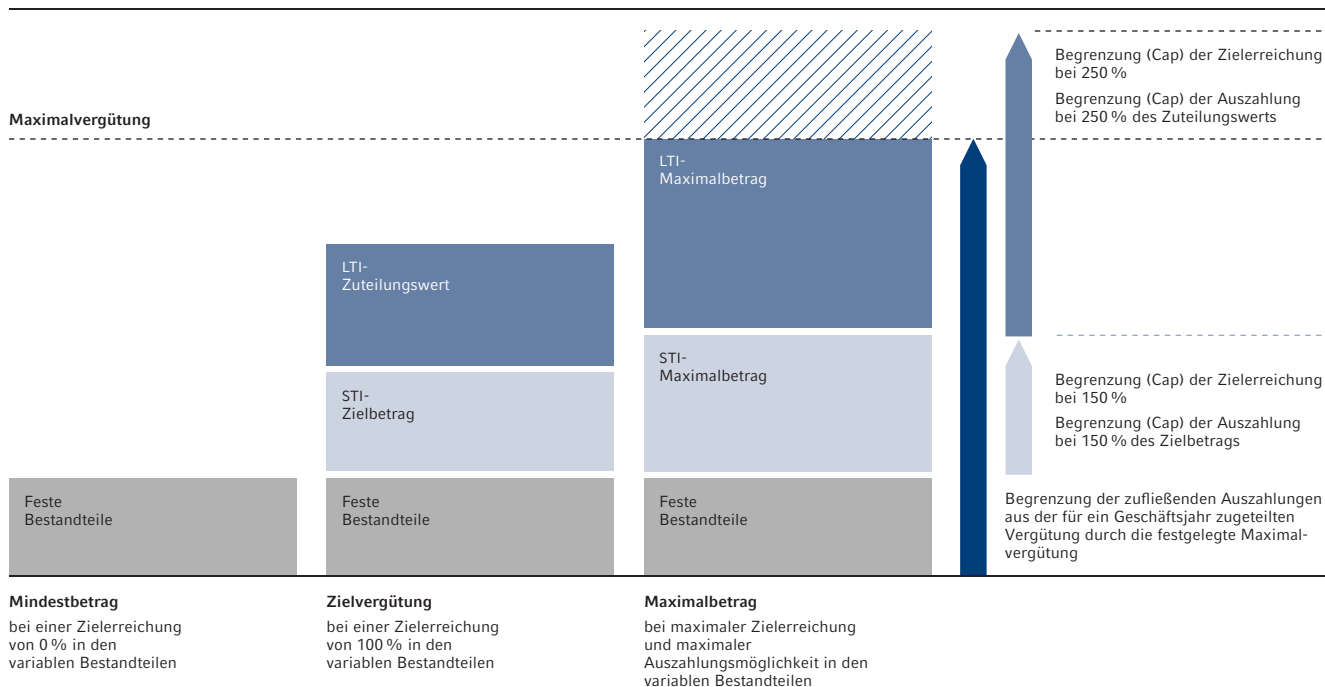 Begrenzung (Cap) der Zielerreichung
bei 250 %
Begrenzung (Cap) der Auszahlung
bei 250 % des Zuteilungswerts
Maximalvergütung
LTI-
Maximalbetrag
LTI-
Zuteilungswert
STI-
Maximalbetrag
STI-
Zielbetrag
Begrenzung (Cap) der Zielerreichung
bei 150 %
Begrenzung (Cap) der Auszahlung
bei 150 % des Zielbetrags
Feste
Bestandteile
Feste
Bestandteile
Feste
Bestandteile
Begrenzung der zufließenden Auszahlungen
aus der für ein Geschäftsjahr zugeteilten
Vergütung durch die festgelegte Maximal-
vergütung
Mindestbetrag
bei einer Zielerreichung
von 0 % in den
variablen Bestandteilen
Zielvergütung
bei einer Zielerreichung
von 100 % in den
variablen Bestandteilen
Maximalbetrag
bei maximaler Zielerreichung
und maximaler
Auszahlungsmöglichkeit in den
variablen Bestandteilen